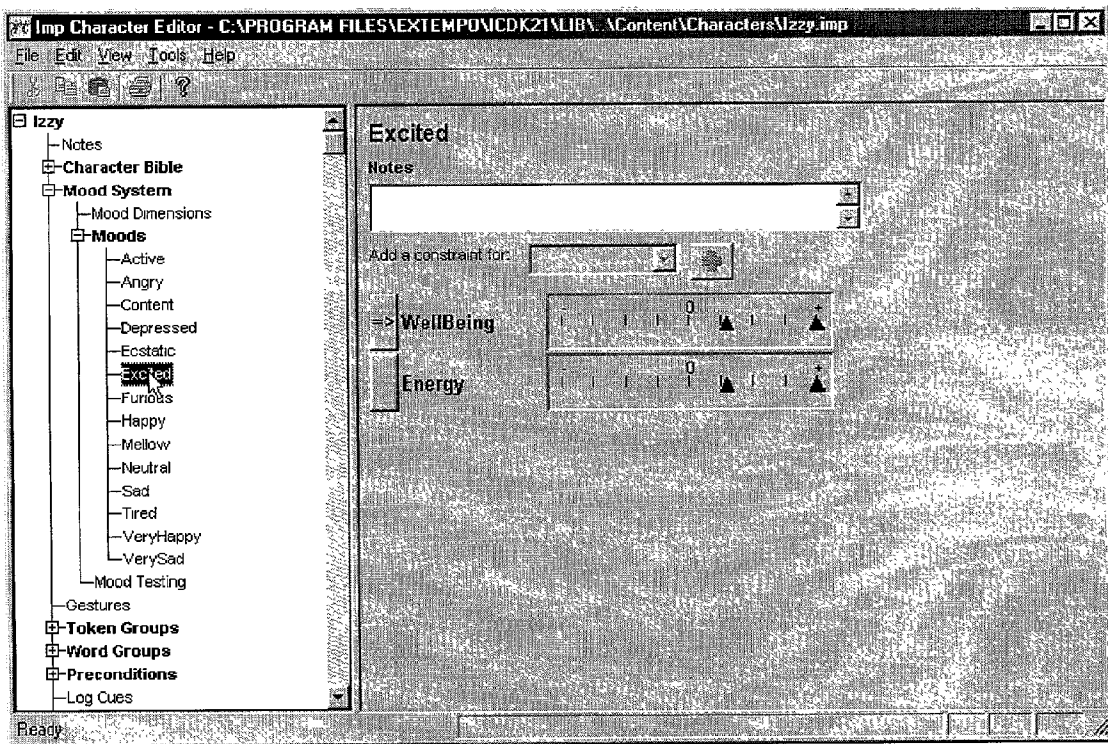 Imp Character Editor - C:\PROGRAM FILES\EXTEMPO\ICDK21\LIB\..\Content\Characters\Izzy.imp
File Edit View Tools Help
Izzy
Notes
Character Bible
Mood System
Mood Dimensions
Moods
Active
Angry
Content
Depressed
Ecstatic
Excited
Furious
Happy
Mellow
Neutral
Sad
Tired
VeryHappy
VerySad
Mood Testing
Gestures
Token Groups
Word Groups
Preconditions
Log Cues
Excited
Notes
Add a constraint for:
=> WellBeing - 0 +
Energy - 0 +
Ready